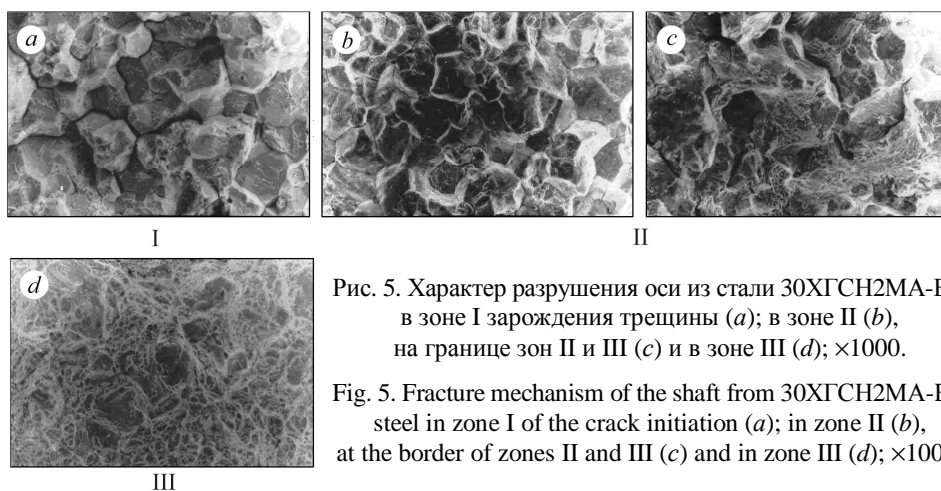 a
b
c
I
II
d
III
Рис. 5. Характер разрушения оси из стали 30ХГСН2МА-В
в зоне I зарождения трещины (a); в зоне II (b),
на границе зон II и III (c) и в зоне III (d); ×1000.
Fig. 5. Fracture mechanism of the shaft from 30ХГСН2МА-
steel in zone I of the crack initiation (a); in zone II (b),
at the border of zones II and III (c) and in zone III (d); ×100